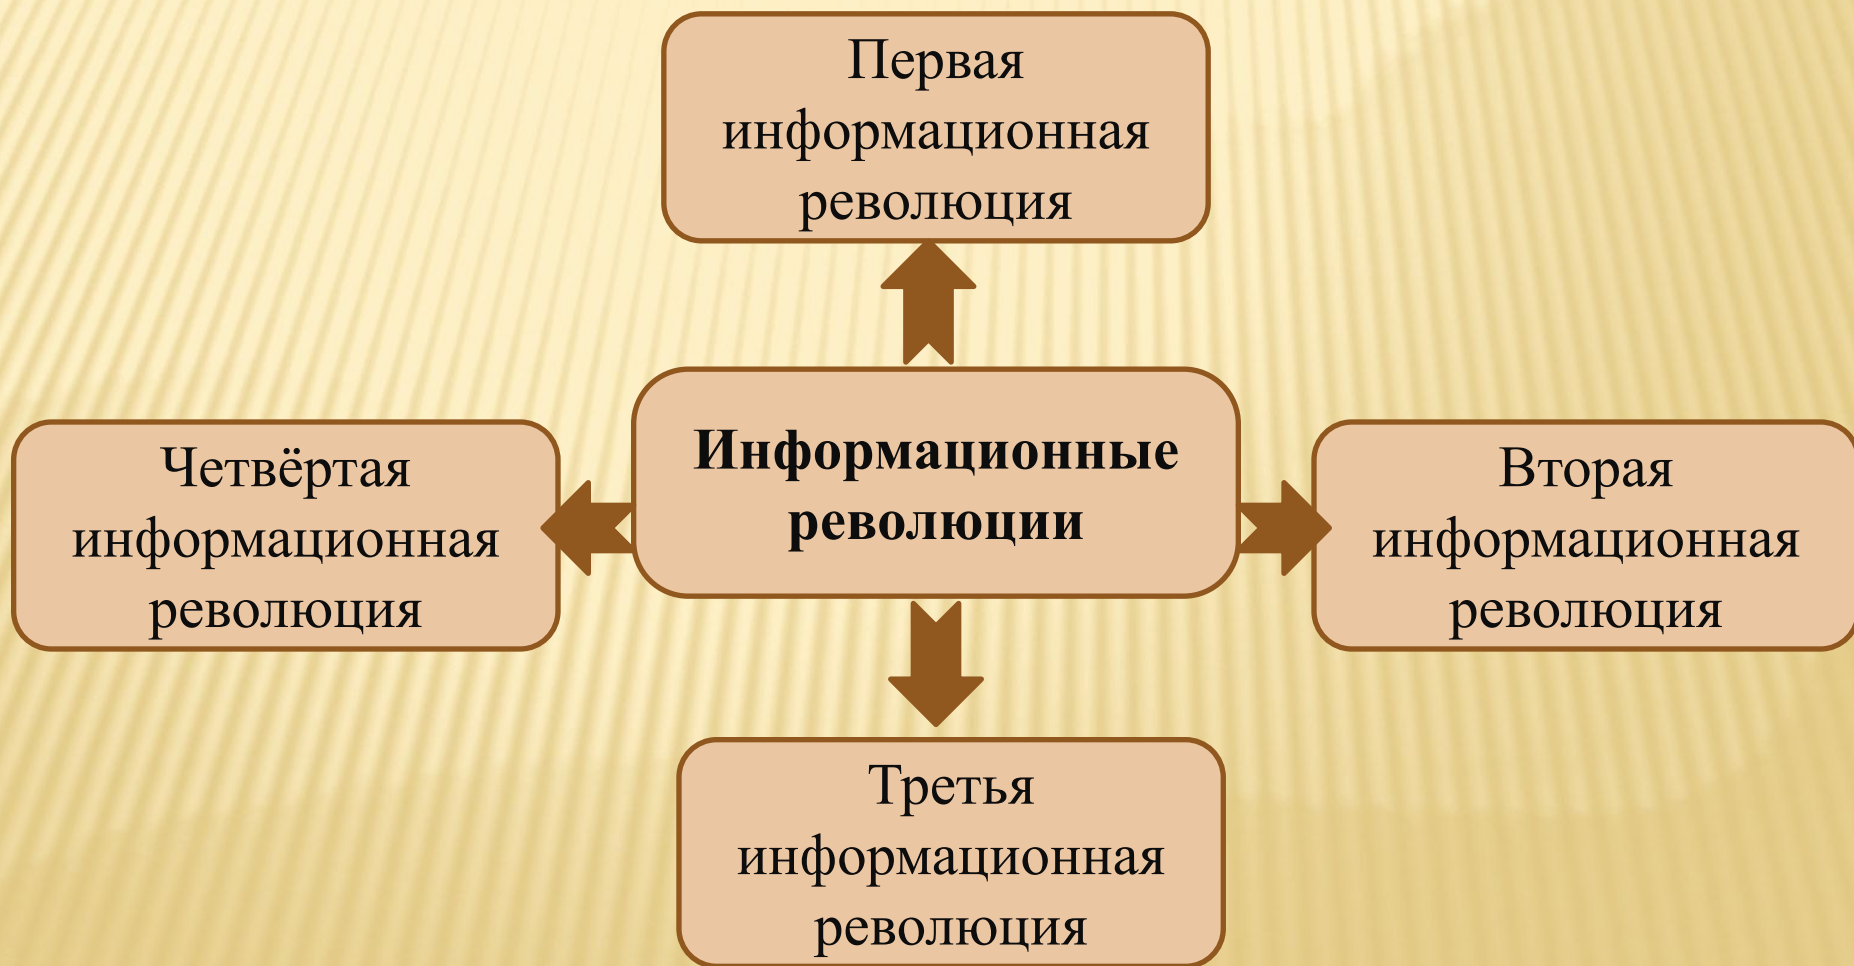 Первая
информационная
революция
Информационные
революции
Четвёртая
информационная
революция
Вторая
информационная
революция
Третья
информационная
революция